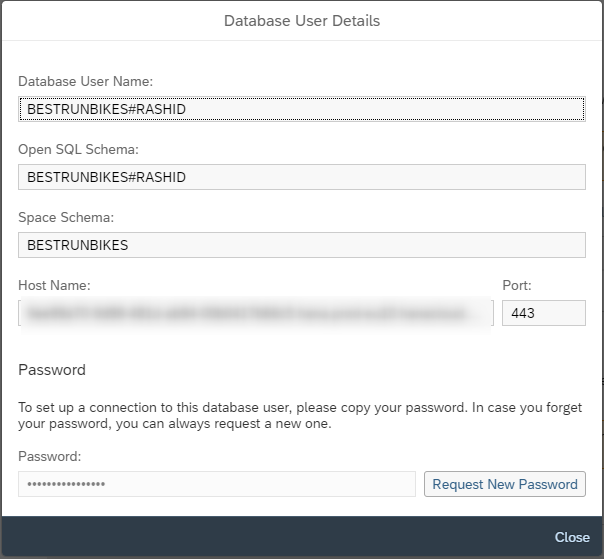 Database User Details
Database User Name:
BESTRUNBIKES#RASHID
Open SQL Schema:
BESTRUNBIKES#RASHID
Space Schema:
BESTRUNBIKES
Host Name:
Port:
443
Password
To set up a connection to this database user, please copy your password. In case you forget
your password, you can always request a new one.
Password:
••••••••••••••••
Request New Password
Close